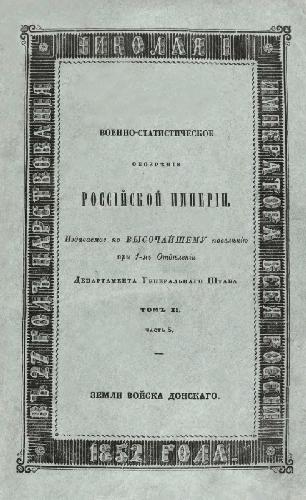 ВЪ 27 ГОДЪ ЦАРСТВОВАНІЯ
НИКОЛАЯ I
ИМПЕРАТОРА ВСЕЙ РОССІИ
ВОЕННО-СТАТИСТИЧЕСКОЕ
ОБОЗРѢНІЕ
РОССІЙСКОЙ ИМПЕРІИ.
Издаваемое по ВЫСОЧАЙШЕМУ повелѣнію
при 1-мъ Отдѣленіи
Департамента Генеральнаго Штаба
ТОМЪ XI.
ЧАСТЬ 5.
ЗЕМЛИ ВОЙСКА ДОНСКАГО.
1852 ГОДА.